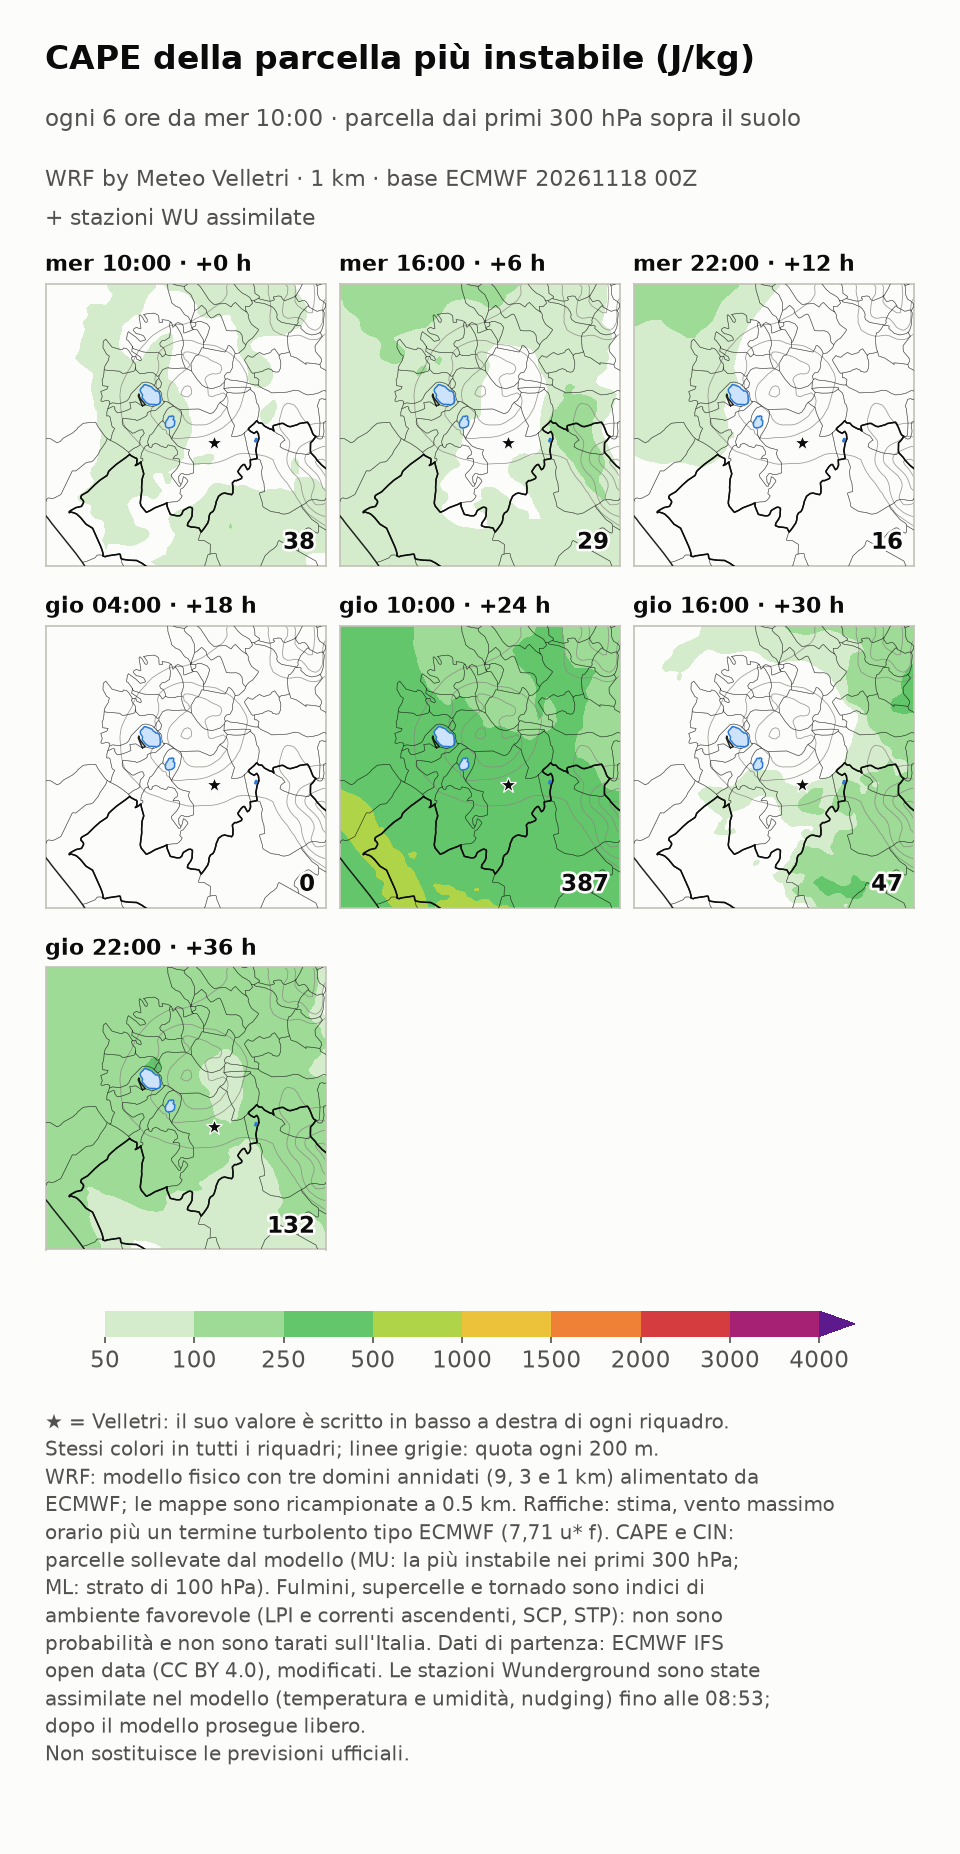 CAPE della parcella più instabile (J/kg)
ogni 6 ore da mer 10:00 · parcella dai primi 300 hPa sopra il suolo
WRF by Meteo Velletri · 1 km · base ECMWF 20261118 00Z
+ stazioni WU assimilate
mer 10:00 · +0 h
mer 16:00 · +6 h
mer 22:00 · +12 h
38
29
16
gio 04:00 · +18 h
gio 10:00 · +24 h
gio 16:00 · +30 h
0
387
47
gio 22:00 · +36 h
132
50 100 250 500 1000 1500 2000 3000 4000
★ = Velletri: il suo valore è scritto in basso a destra di ogni riquadro.
Stessi colori in tutti i riquadri; linee grigie: quota ogni 200 m.
WRF: modello fisico con tre domini annidati (9, 3 e 1 km) alimentato da
ECMWF; le mappe sono ricampionate a 0.5 km. Raffiche: stima, vento massimo
orario più un termine turbolento tipo ECMWF (7,71 u* f). CAPE e CIN:
parcelle sollevate dal modello (MU: la più instabile nei primi 300 hPa;
ML: strato di 100 hPa). Fulmini, supercelle e tornado sono indici di
ambiente favorevole (LPI e correnti ascendenti, SCP, STP): non sono
probabilità e non sono tarati sull'Italia. Dati di partenza: ECMWF IFS
open data (CC BY 4.0), modificati. Le stazioni Wunderground sono state
assimilate nel modello (temperatura e umidità, nudging) fino alle 08:53;
dopo il modello prosegue libero.
Non sostituisce le previsioni ufficiali.